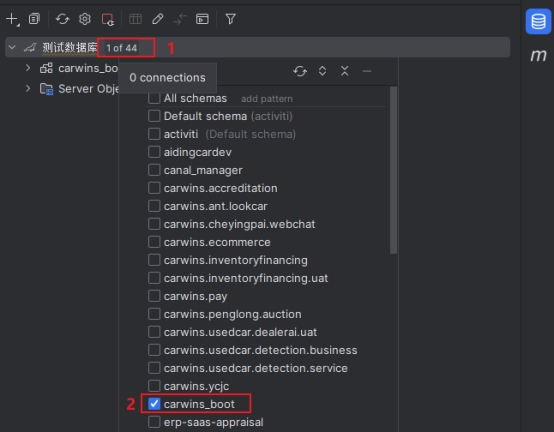 测试数据库 1 of 44 1
carwins_bo
0 connections
Server Obje
All schemas add pattern
Default schema (activiti)
activiti (Default schema)
aidingcardev
canal_manager
carwins.accreditation
carwins.ant.lookcar
carwins.cheyingpai.webchat
carwins.ecommerce
carwins.inventoryfinancing
carwins.inventoryfinancing.uat
carwins.pay
carwins.penglong.auction
carwins.usedcar.dealerai.uat
carwins.usedcar.detection.business
carwins.usedcar.detection.service
carwins.ycjc
2 carwins_boot
erp-saas-appraisal
m